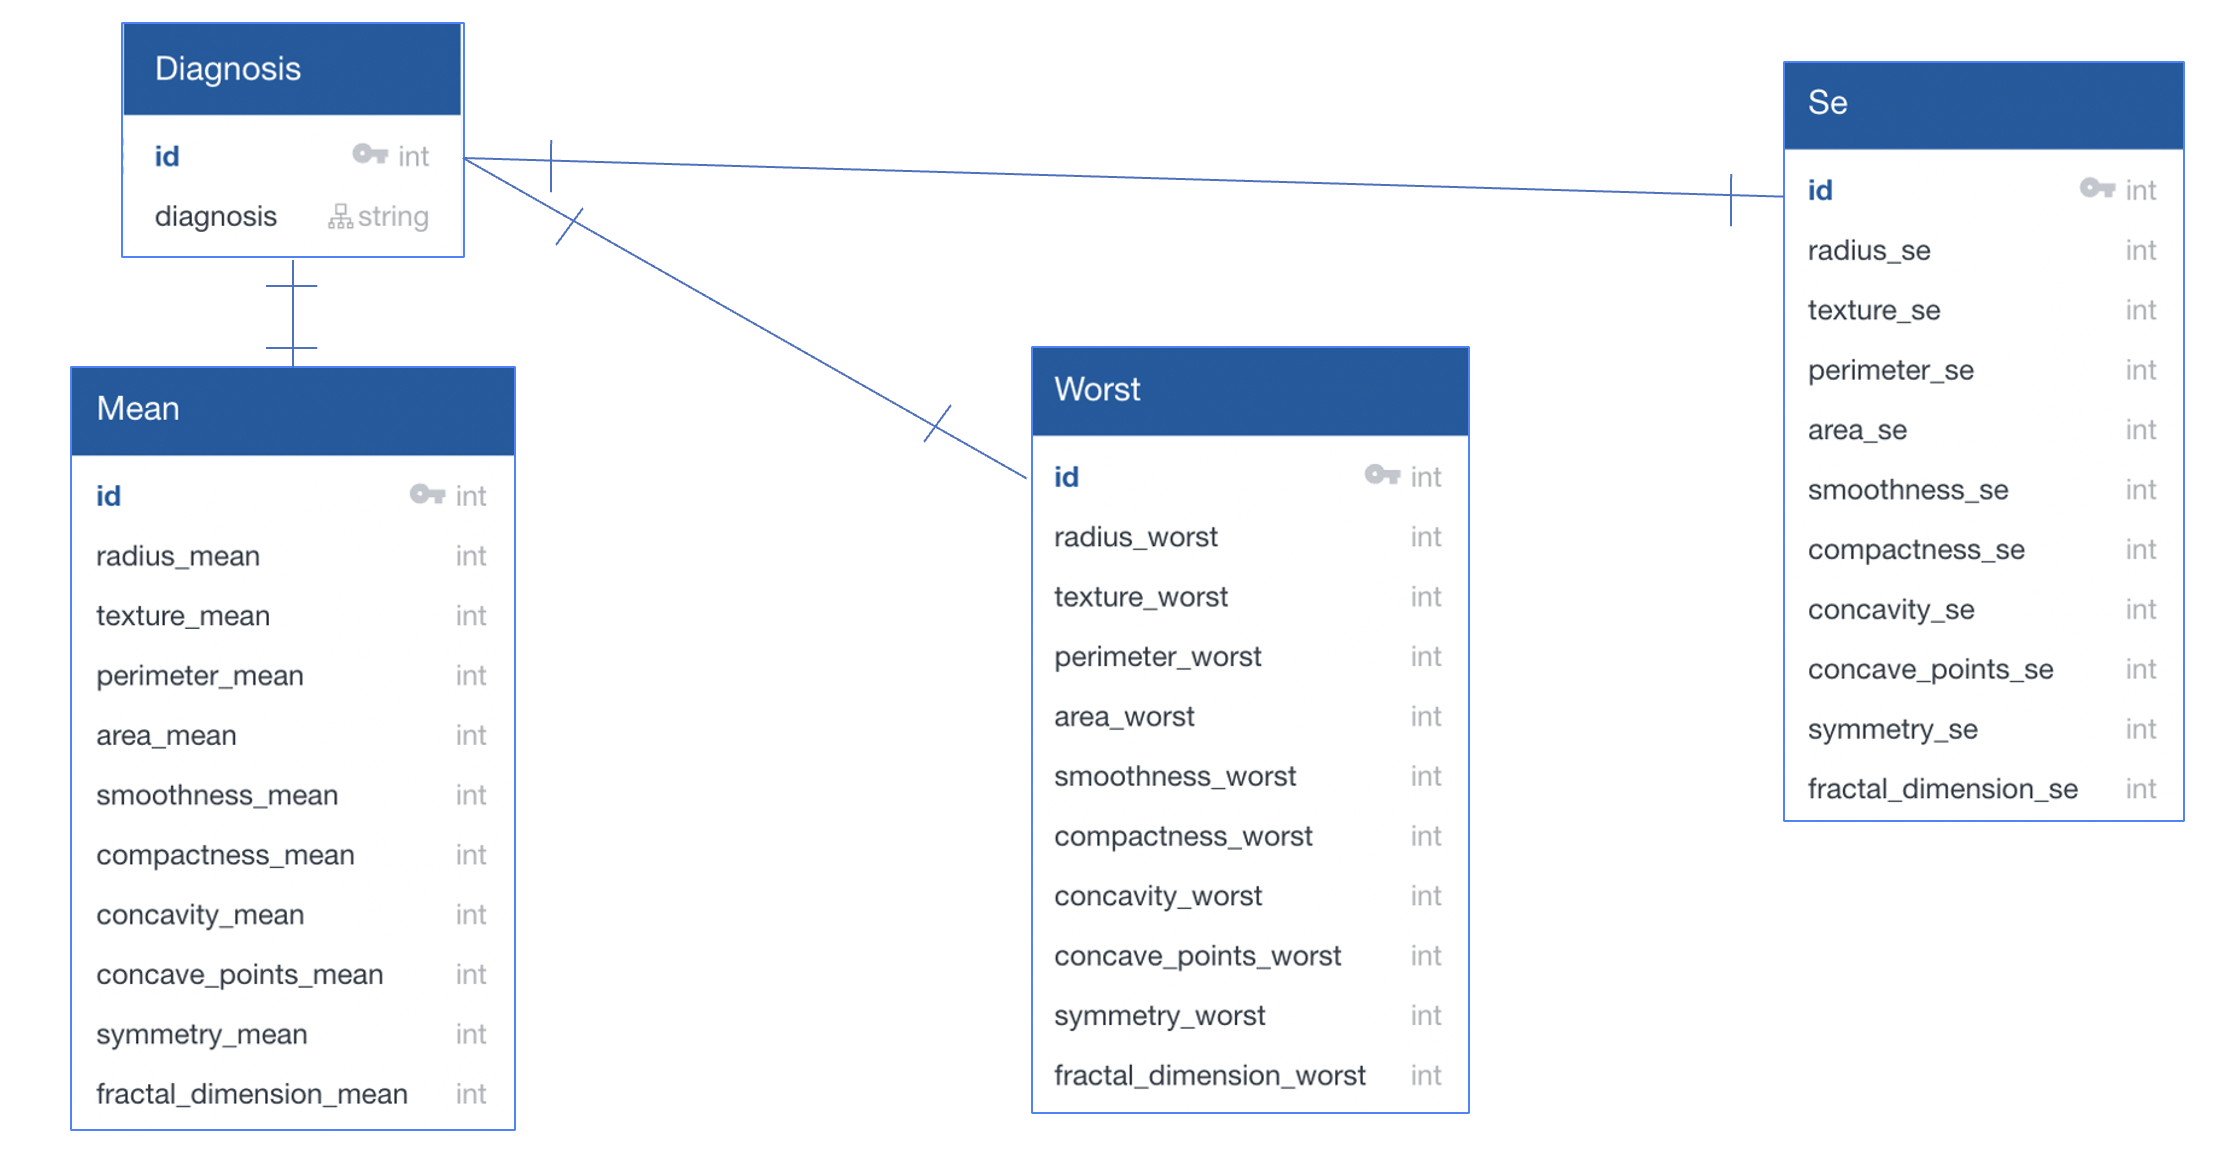 Diagnosis
id int
diagnosis string
Mean
id int
radius_mean int
texture_mean int
perimeter_mean int
area_mean int
smoothness_mean int
compactness_mean int
concavity_mean int
concave_points_mean int
symmetry_mean int
fractal_dimension_mean int
Worst
id int
radius_worst int
texture_worst int
perimeter_worst int
area_worst int
smoothness_worst int
compactness_worst int
concavity_worst int
concave_points_worst int
symmetry_worst int
fractal_dimension_worst int
Se
id int
radius_se int
texture_se int
perimeter_se int
area_se int
smoothness_se int
compactness_se int
concavity_se int
concave_points_se int
symmetry_se int
fractal_dimension_se int